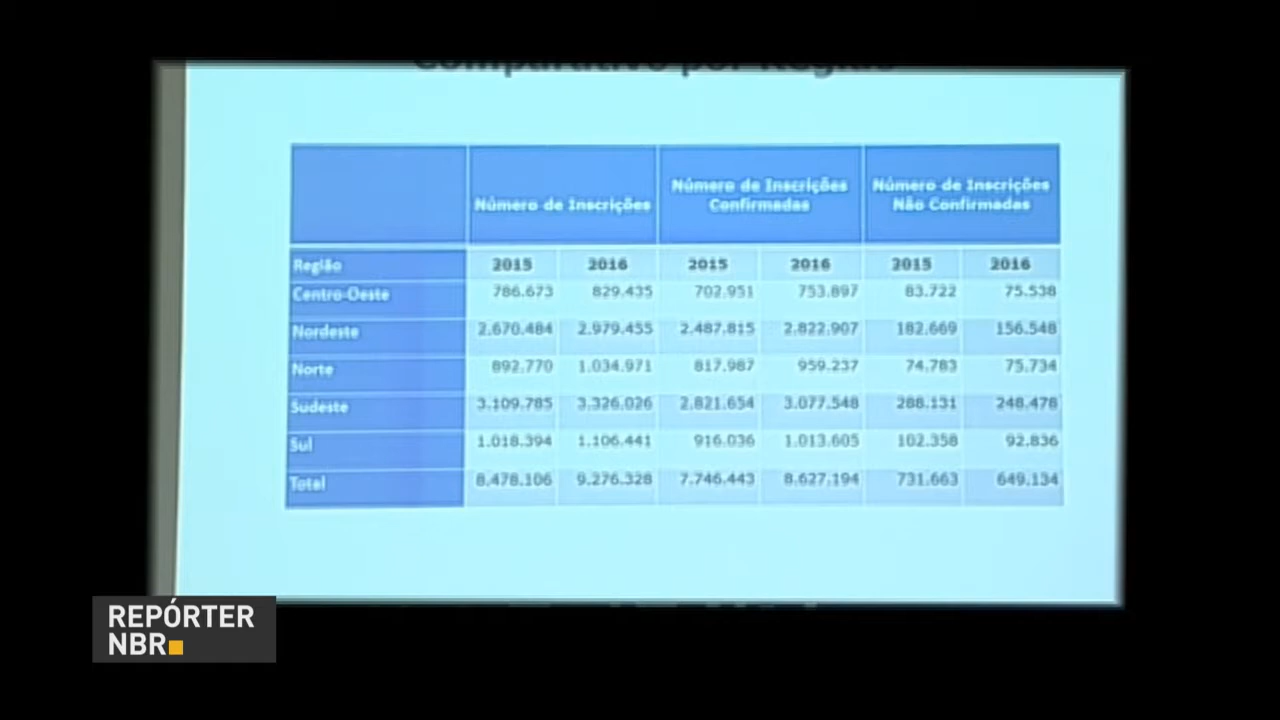 Comparativo por Região
Número de Inscrições Número de Inscrições Confirmadas Número de Inscrições Não Confirmadas
Região 2015 2016 2015 2016 2015 2016
Centro-Oeste 786.673 829.435 702.951 753.897 83.722 75.538
Nordeste 2.670.484 2.979.455 2.487.815 2.822.907 182.669 156.548
Norte 892.770 1.034.971 817.987 959.237 74.783 75.734
Sudeste 3.109.785 3.326.026 2.821.654 3.077.548 288.131 248.478
Sul 1.018.394 1.106.441 916.036 1.013.605 102.358 92.836
Total 8.478.106 9.276.328 7.746.443 8.627.194 731.663 649.134
REPÓRTER
NBR